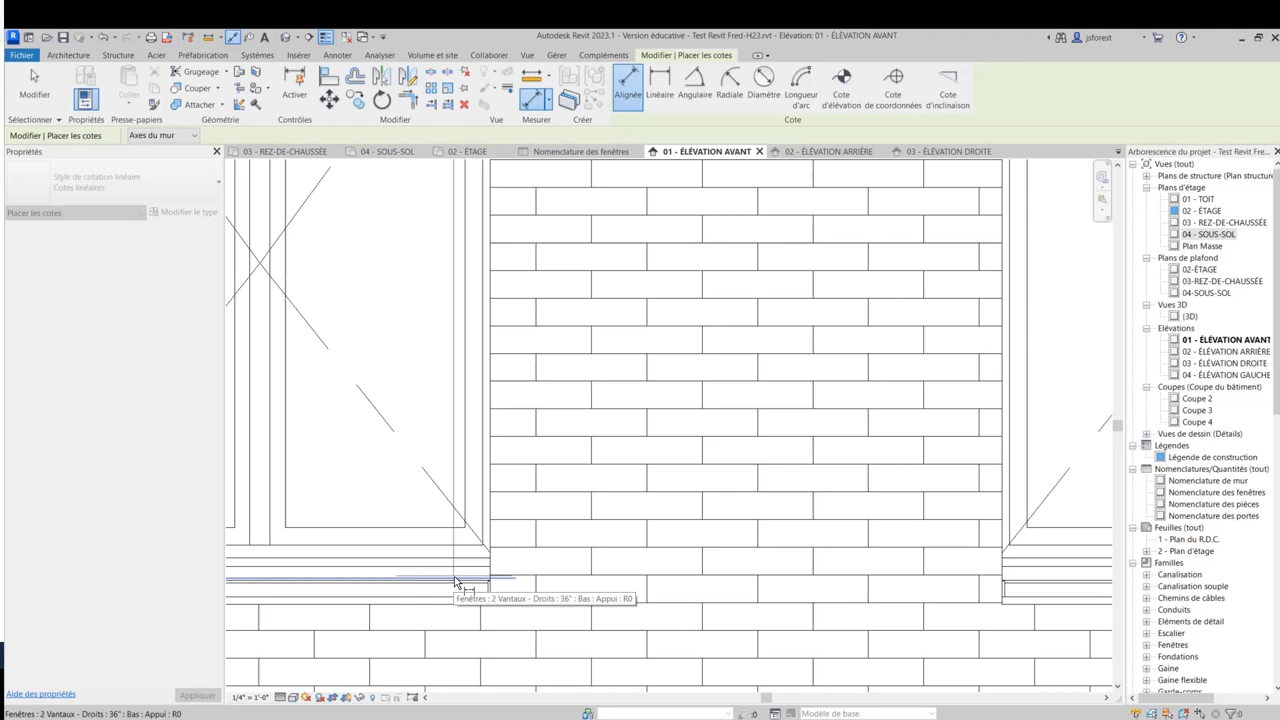 Autodesk Revit 2023.1 - Version éducative - Test Revit Fred-H23.rvt - Elévation: 01 - ÉLÉVATION AVANT
jsforest
Fichier Architecture Structure Acier Préfabrication Systèmes Insérer Annoter Analyser Volume et site Collaborer Vue Gérer Compléments Modifier | Placer les cotes
Modifier
Coller
Grugeage
Couper
Attacher
Activer
Alignée
Linéaire
Angulaire
Radiale
Diamètre
Longueur d'arc
Cote d'élévation
Cote de coordonnées
Cote d'inclinaison
Sélectionner Propriétés Presse-papiers Géométrie Contrôles Modifier Vue Mesurer Créer Cote
Modifier | Placer les cotes Axes du mur
Propriétés
03 - REZ-DE-CHAUSSÉE 04 - SOUS-SOL 02 - ÉTAGE Nomenclature des fenêtres 01 - ÉLÉVATION AVANT 02 - ÉLÉVATION ARRIÈRE 03 - ÉLÉVATION DROITE
Style de cotation linéaire
Cotes linéaires
Placer les cotes Modifier le type
Arborescence du projet - Test Revit Fre...
Vues (tout)
Plans de structure (Plan structure
Plans d'étage
01 - TOIT
02 - ÉTAGE
03 - REZ-DE-CHAUSSÉE
04 - SOUS-SOL
Plan Masse
Plans de plafond
02-ÉTAGE
03-REZ-DE-CHAUSSÉE
04-SOUS-SOL
Vues 3D
(3D)
Elévations
01 - ÉLÉVATION AVANT
02 - ÉLÉVATION ARRIÈRE
03 - ÉLÉVATION DROITE
04 - ÉLÉVATION GAUCHE
Coupes (Coupe du bâtiment)
Coupe 2
Coupe 3
Coupe 4
Vues de dessin (Détails)
Légendes
Légende de construction
Nomenclatures/Quantités (tout)
Nomenclature de mur
Nomenclature des fenêtres
Nomenclature des pièces
Nomenclature des portes
Feuilles (tout)
1 - Plan du R.D.C.
2 - Plan d'étage
Familles
Canalisation
Canalisation souple
Chemins de câbles
Conduits
Eléments de détail
Escalier
Fenêtres
Fondations
Gaine
Gaine flexible
Garde-corps
Fenêtres : 2 Vantaux - Droits : 36" : Bas : Appui : R0
Aide des propriétés Appliquer
1/4" = 1'-0"
Fenêtres : 2 Vantaux - Droits : 36" : Bas : Appui : R0
:0
Modèle de base
:0